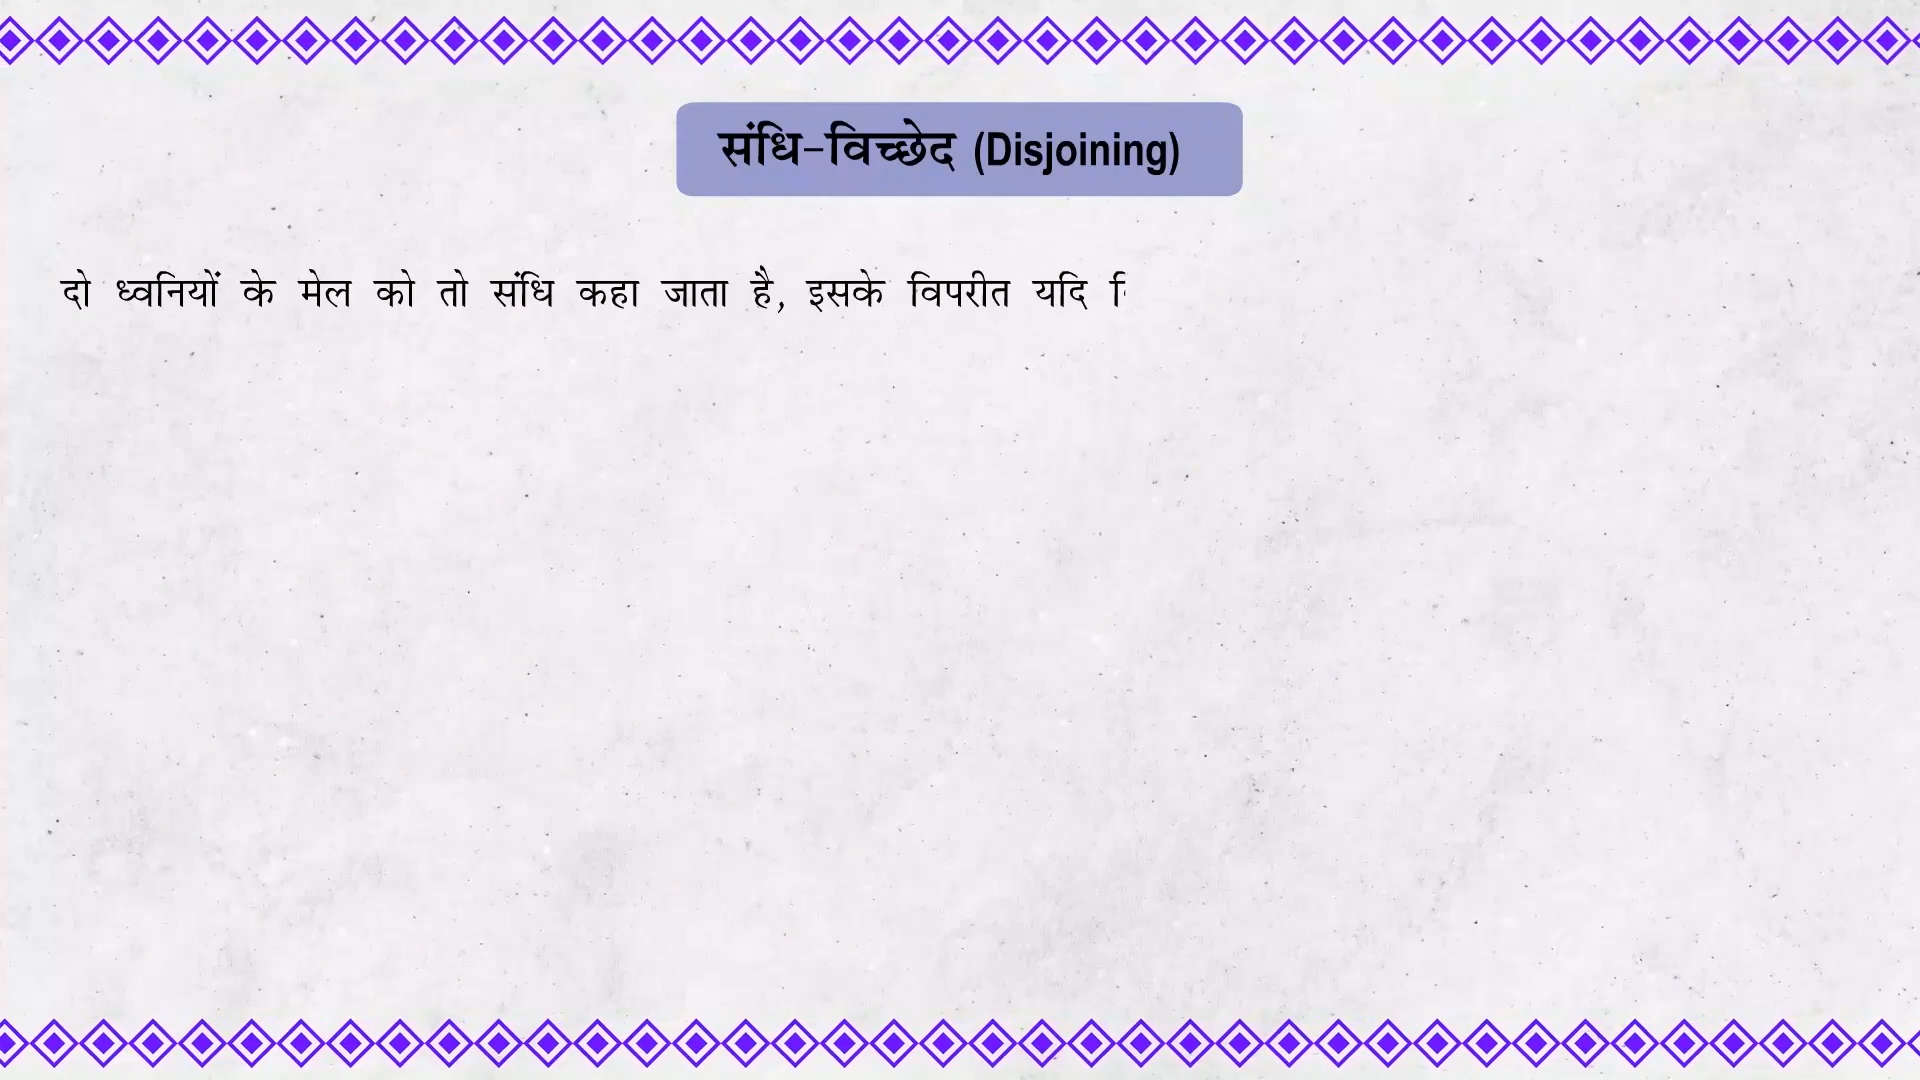 संधि-विच्छेद (Disjoining)
दो ध्वनियों के मेल को तो संधि कहा जाता है, इसके विपरीत यदि